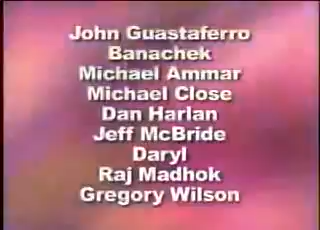 John Guastaferro
Banachek
Michael Ammar
Michael Close
Dan Harlan
Jeff McBride
Daryl
Raj Madhok
Gregory Wilson